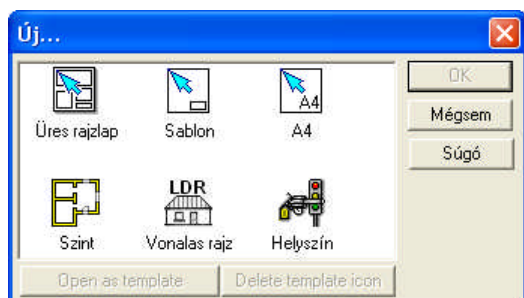 Új...
OK
A4
Üres rajzlap Sablon A4
Mégsem
Súgó
LDR
Szint Vonalas rajz Helyszín
Open as template Delete template icon